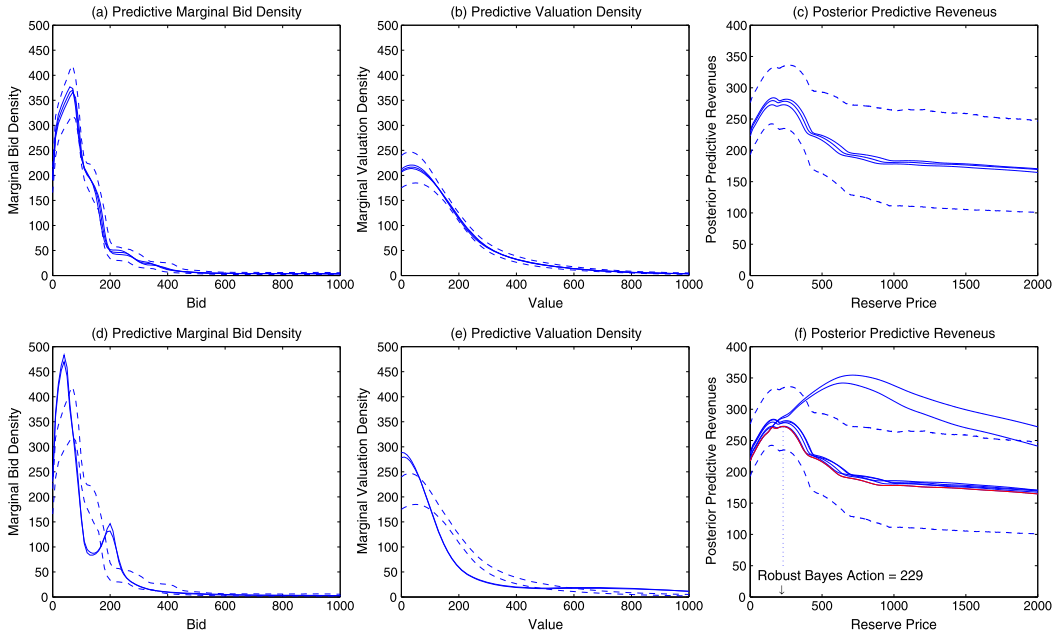 (a) Predictive Marginal Bid Density
(b) Predictive Valuation Density
(c) Posterior Predictive Reveneus
500
450
400
350
300
250
200
150
100
50
0
Marginal Bid Density
0 200 400 600 800 1000
Bid
500
450
400
350
300
250
200
150
100
50
0
Marginal Valuation Density
0 200 400 600 800 1000
Value
400
350
300
250
200
150
100
50
0
Posterior Predictive Revenues
0 500 1000 1500 2000
Reserve Price
(d) Predictive Marginal Bid Density
(e) Predictive Valuation Density
(f) Posterior Predictive Reveneus
500
450
400
350
300
250
200
150
100
50
0
Marginal Bid Density
0 200 400 600 800 1000
Bid
500
450
400
350
300
250
200
150
100
50
0
Marginal Valuation Density
0 200 400 600 800 1000
Value
400
350
300
250
200
150
100
50
0
Posterior Predictive Revenues
Robust Bayes Action = 229
0 500 1000 1500 2000
Reserve Price